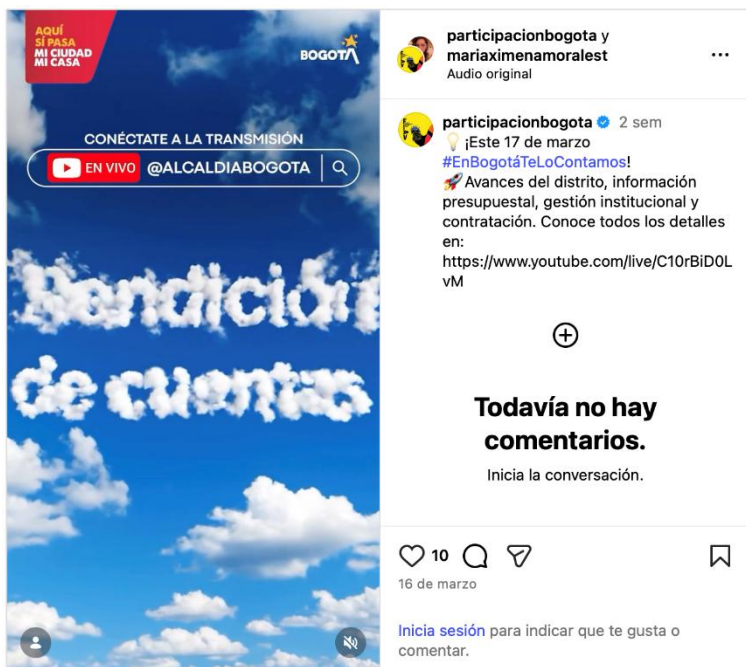 AQUÍ
SÍ PASA
MI CIUDAD
MI CASA
BOGOTÁ
CONÉCTATE A LA TRANSMISIÓN
EN VIVO @ALCALDIABOGOTA
Rendición
de cuentas
participacionbogota y
mariaximenamoralest
Audio original
participacionbogota 2 sem
💡 ¡Este 17 de marzo
#EnBogotáTeLoContamos!
🚀 Avances del distrito, información
presupuestal, gestión institucional y
contratación. Conoce todos los detalles
en:
https://www.youtube.com/live/C10rBiD0L
vM
Todavía no hay
comentarios.
Inicia la conversación.
10
16 de marzo
Inicia sesión para indicar que te gusta o
comentar.